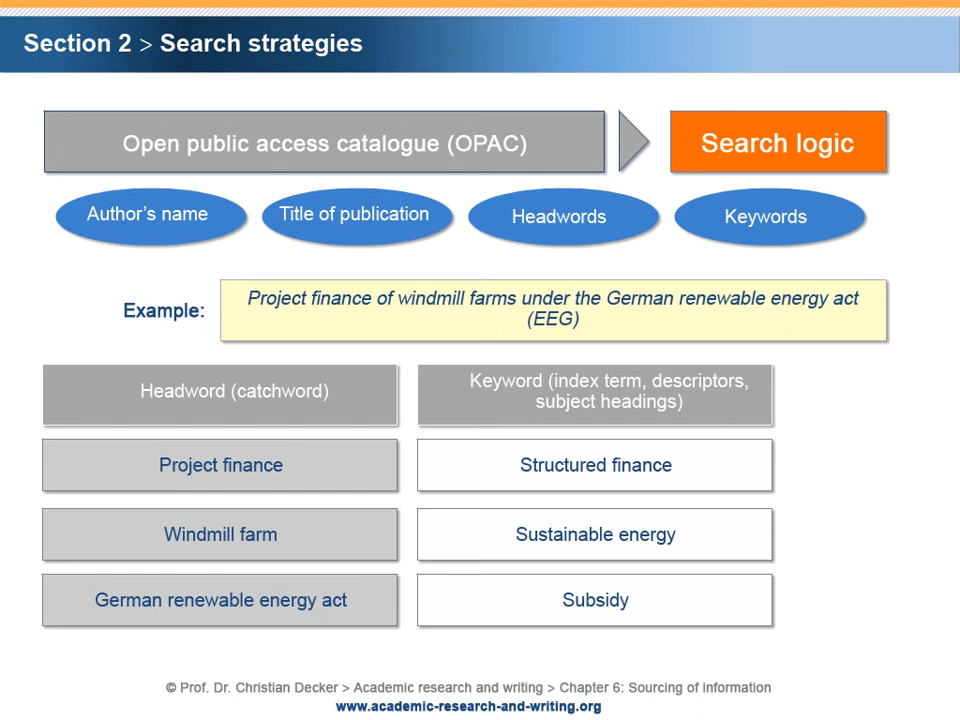 Section 2 > Search strategies
Open public access catalogue (OPAC)
Search logic
Author's name
Title of publication
Headwords
Keywords
Example:
Project finance of windmill farms under the German renewable energy act
(EEG)
Headword (catchword)
Keyword (index term, descriptors,
subject headings)
Project finance
Structured finance
Windmill farm
Sustainable energy
German renewable energy act
Subsidy
© Prof. Dr. Christian Decker > Academic research and writing > Chapter 6: Sourcing of information
www.academic-research-and-writing.org